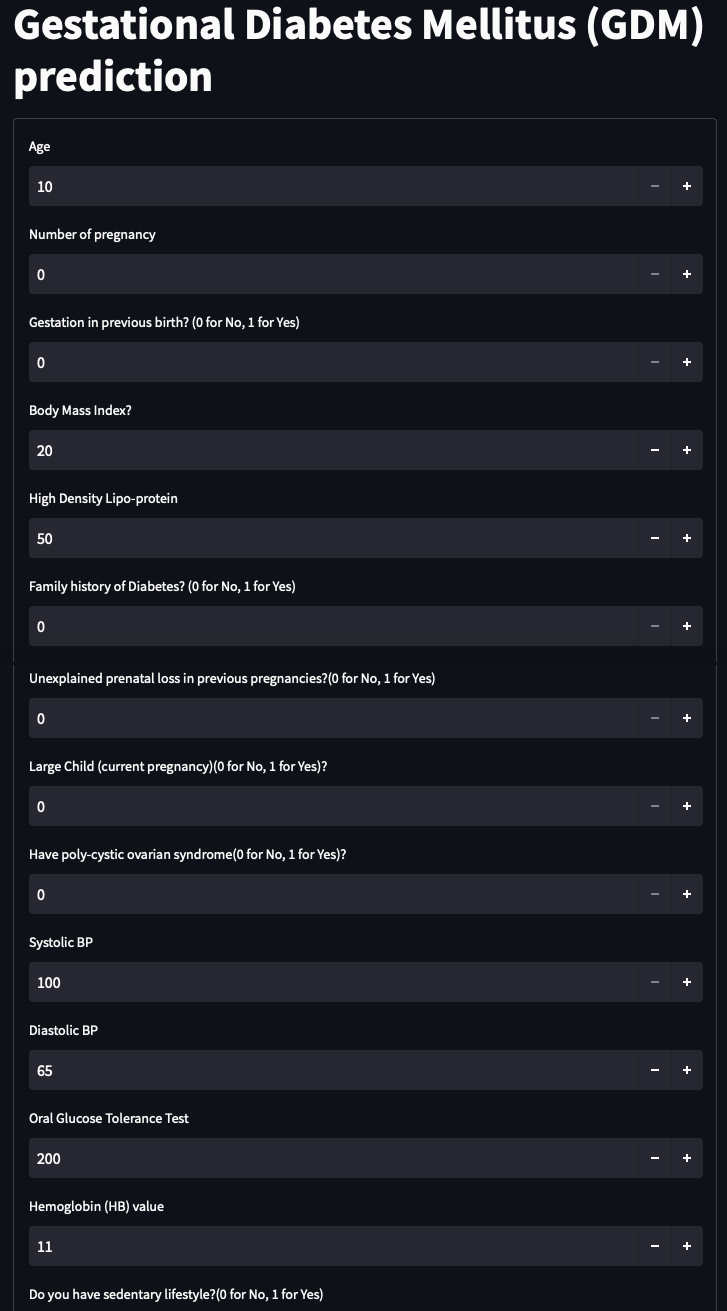 Gestational Diabetes Mellitus (GDM)
prediction
Age
10
Number of pregnancy
0
Gestation in previous birth? (0 for No, 1 for Yes)
0
Body Mass Index?
20
High Density Lipo-protein
50
Family history of Diabetes? (0 for No, 1 for Yes)
0
Unexplained prenatal loss in previous pregnancies?(0 for No, 1 for Yes)
0
Large Child (current pregnancy)(0 for No, 1 for Yes)?
0
Have poly-cystic ovarian syndrome(0 for No, 1 for Yes)?
0
Systolic BP
100
Diastolic BP
65
Oral Glucose Tolerance Test
200
Hemoglobin (HB) value
11
Do you have sedentary lifestyle?(0 for No, 1 for Yes)